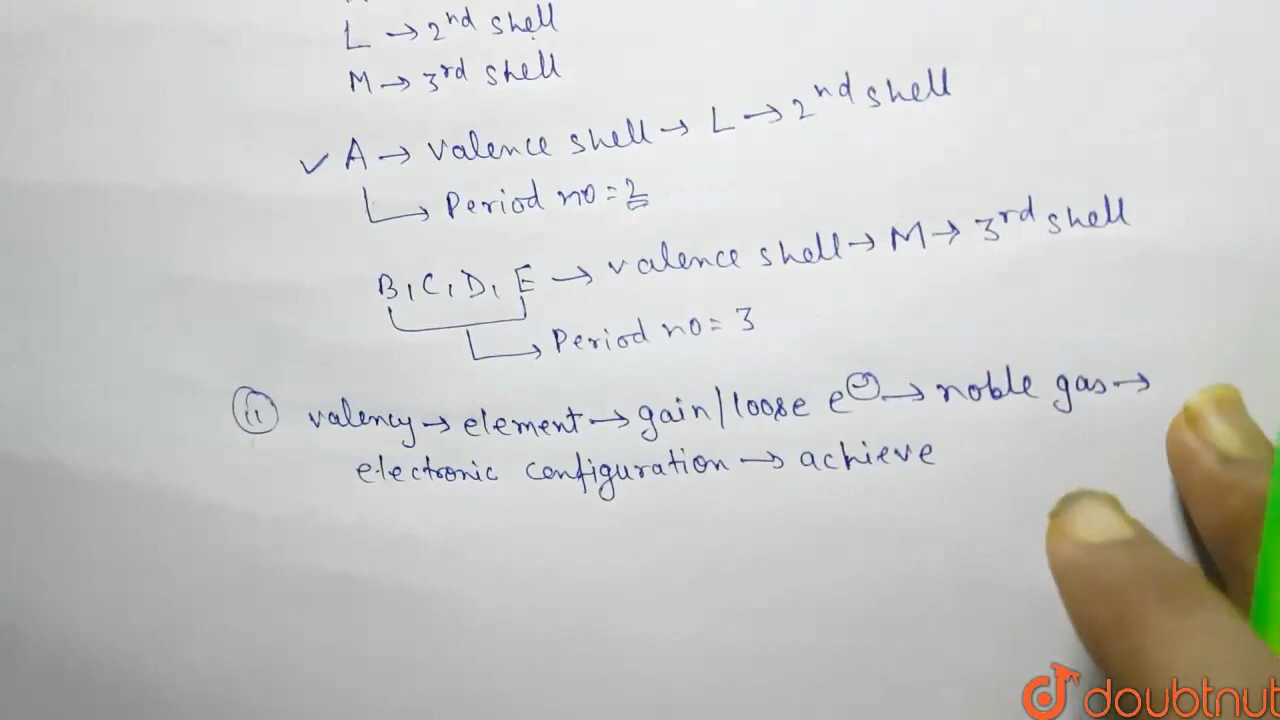 L → 2nd shell
M → 3rd shell
✓ A → valence shell → L → 2nd shell
↳ Period no = 2
B, C, D, E → valence shell → M → 3rd shell
↳ Period no = 3
(ii) valency → element → gain/loose e⊖ → noble gas →
electronic configuration → achieve
doubtnut